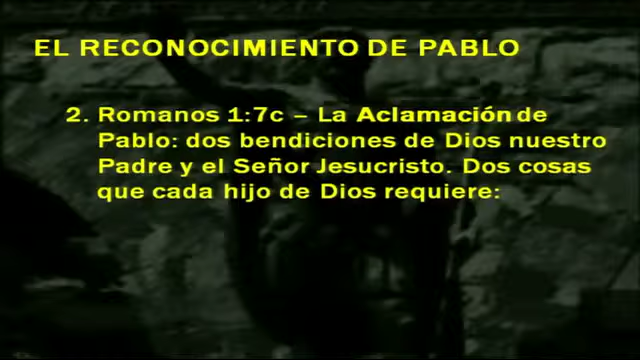 EL RECONOCIMIENTO DE PABLO
2. Romanos 1:7c – La Aclamación de
Pablo: dos bendiciones de Dios nuestro
Padre y el Señor Jesucristo. Dos cosas
que cada hijo de Dios requiere: